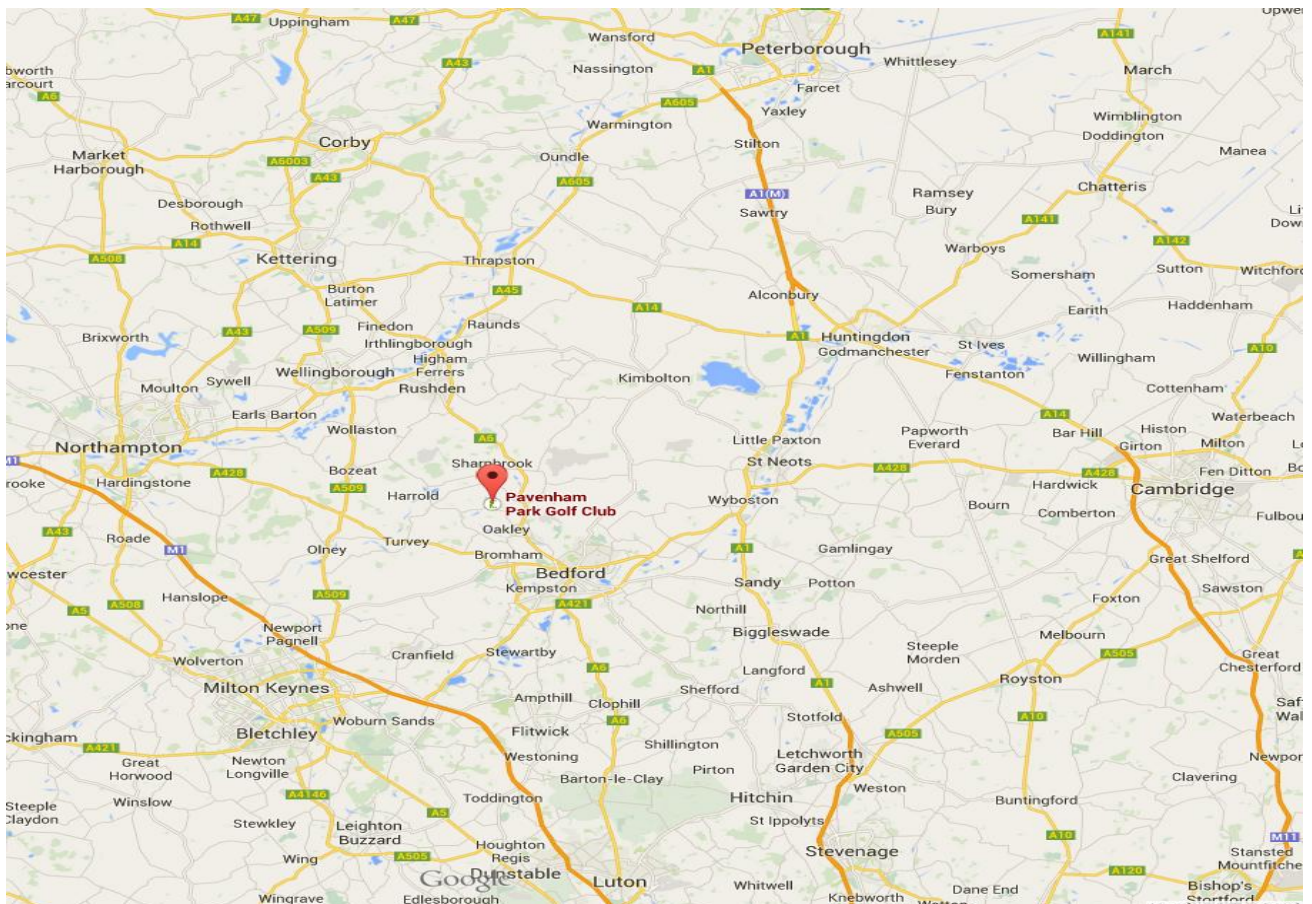 A47
Uppingham
A47
Wansford
Peterborough
A141
Upwe
A43
Nassington
A1
Whittlesey
March
bworth
arcourt
A6
Farcet
A605
Yaxley
Wimblington
Warmington
Doddington
Corby
Stilton
Market
Harborough
A6003
Oundle
Manea
A43
A605
A1(M)
Ramsey
Chatteris
Desborough
Bury
Sawtry
Rothwell
A141
A14
A142
Warboys
A508
Kettering
Thrapston
Somersham
Sutton
Witchford
Burton
Latimer
A45
Alconbury
A14
Earith
Haddenham
Finedon
Raunds
A43
A509
A1
Huntingdon
Brixworth
Irthlingborough
St Ives
A10
Godmanchester
Higham
Ferrers
Willingham
Wellingborough
Fenstanton
Moulton
Sywell
Kimbolton
Rushden
Cottenham
Earls Barton
A14
Waterbeach
Wollaston
Papworth
Everard
Bar Hill
Histon
A6
Little Paxton
Girton
Milton
Northampton
M1
Sharnbrook
St Neots
A428
Bozeat
A428
A428
Fen Ditton
rooke
Hardingstone
A509
Harrold
Pavenham
Park Golf Club
Wyboston
Hardwick
Cambridge
Bourn
Comberton
Fulbou
A43
Roade
Oakley
Turvey
M1
Olney
Bromham
A1
Gamlingay
Great Shelford
wcester
Bedford
Kempston
Sandy
Potton
Sawston
Hanslope
A509
A508
A421
Foxton
A5
Northill
one
Newport
Pagnell
Biggleswade
Melbourn
Steeple
Morden
Stewartby
A505
Great
Chesterford
Wolverton
Cranfield
A6
Langford
Royston
Milton Keynes
Ampthill
Shefford
A1
Ashwell
Clophill
Saf
Wal
Woburn Sands
A6
Stotfold
A10
Bletchley
Flitwick
A505
ckingham
A421
Shillington
Great
Horwood
Newton
Longville
Westoning
Letchworth
Garden City
Newpor
Pirton
Barton-le-Clay
Clavering
Weston
A4146
Hitchin
Steeple
Claydon
Winslow
Toddington
Buntingford
A5
Stewkley
St Ippolyts
Leighton
Buzzard
A10
M11
Houghton
Regis
Stevenage
Wing
A505
Stansted
Mountfitche
Dunstable
Google
A120
Luton
Whitwell
Bishop's
Stortford
Dane End
Wingrave
Edlesborough
Knebworth